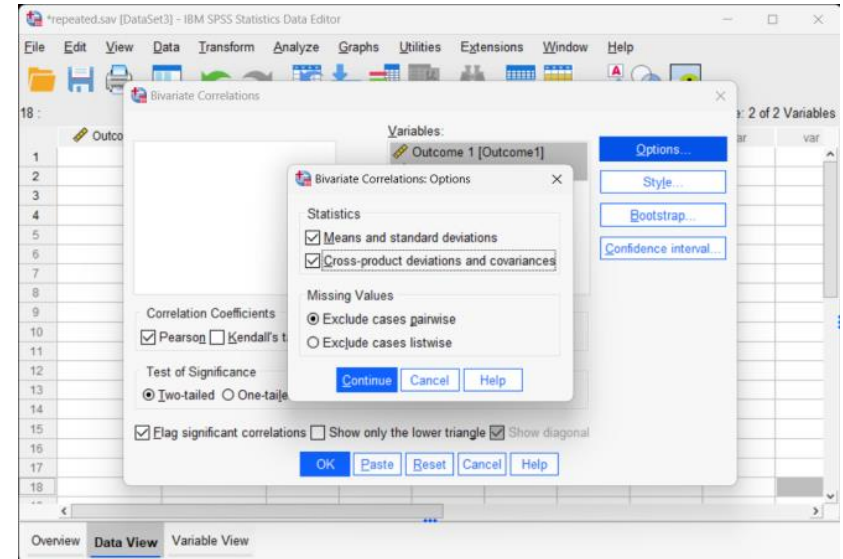 *repeated.sav [DataSet3] - IBM SPSS Statistics Data Editor
File Edit View Data Transform Analyze Graphs Utilities Extensions Window Help
Bivariate Correlations
18 :
2 of 2 Variables
Outco
Variables:
var
Outcome 1 [Outcome1]
Options...
Style...
Bootstrap...
Confidence interval...
Bivariate Correlations: Options
Statistics
Means and standard deviations
Cross-product deviations and covariances
Missing Values
Exclude cases pairwise
Exclude cases listwise
Continue Cancel Help
1
2
3
4
5
6
7
8
9
10
11
12
13
14
15
16
17
18
Correlation Coefficients
Pearson Kendall's t
Test of Significance
Two-tailed One-taile
Flag significant correlations Show only the lower triangle Show diagonal
OK Paste Reset Cancel Help
Overview Data View Variable View